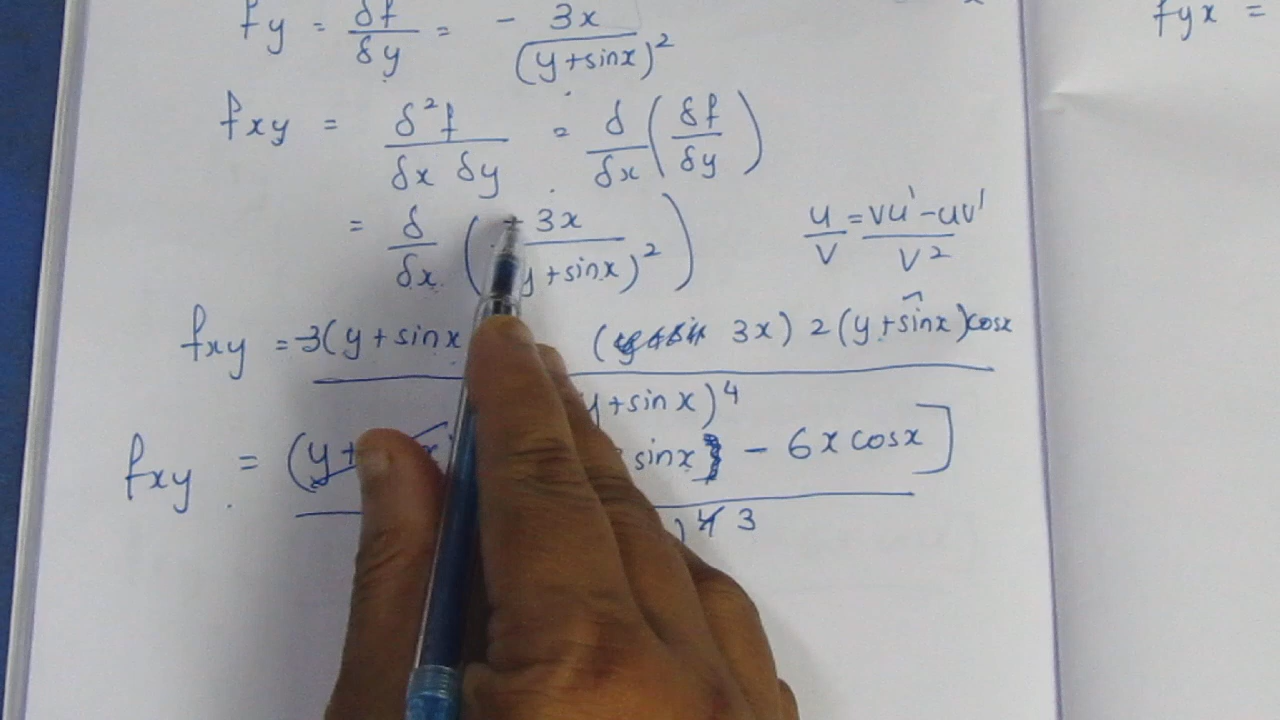 fy = δf/δy = - 3x/(y+sinx)²
fyx =
fxy = δ²f/δx δy = δ/δx (δf/δy)
= δ/δx (-3x/(y+sinx)²)
u/v = vu'-uv'/v²
fxy = -3(y+sinx (3x) 2(y+sinx)cosx / y+sinx)⁴
fxy = (y+ sinx - 6x cosx] / )3